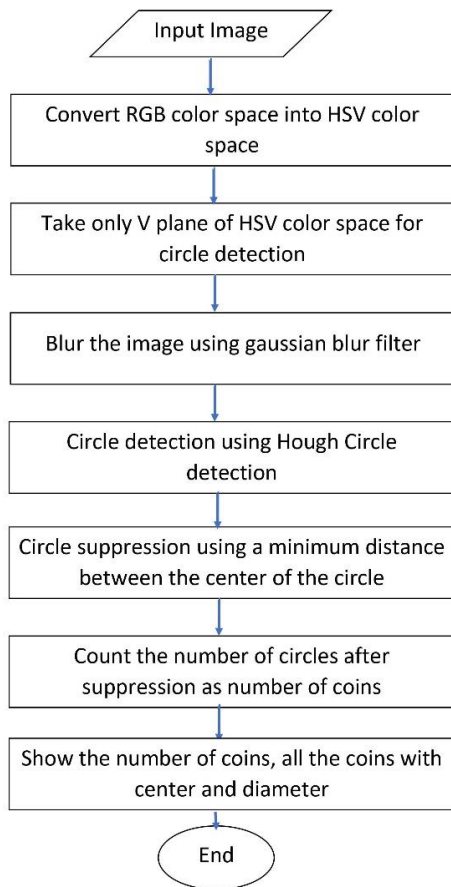 Input Image
Convert RGB color space into HSV color
space
Take only V plane of HSV color space for
circle detection
Blur the image using gaussian blur filter
Circle detection using Hough Circle
detection
Circle suppression using a minimum distance
between the center of the circle
Count the number of circles after
suppression as number of coins
Show the number of coins, all the coins with
center and diameter
End